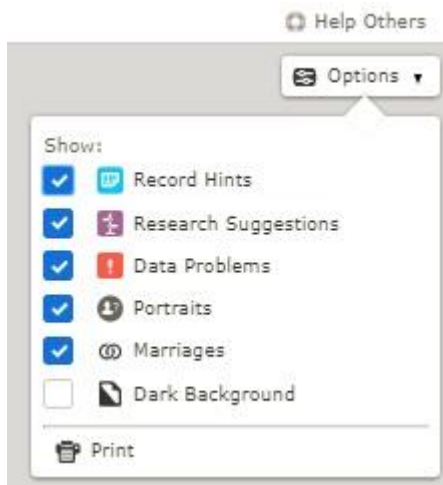 Help Others
Options
Show:
Record Hints
Research Suggestions
Data Problems
Portraits
Marriages
Dark Background
Print